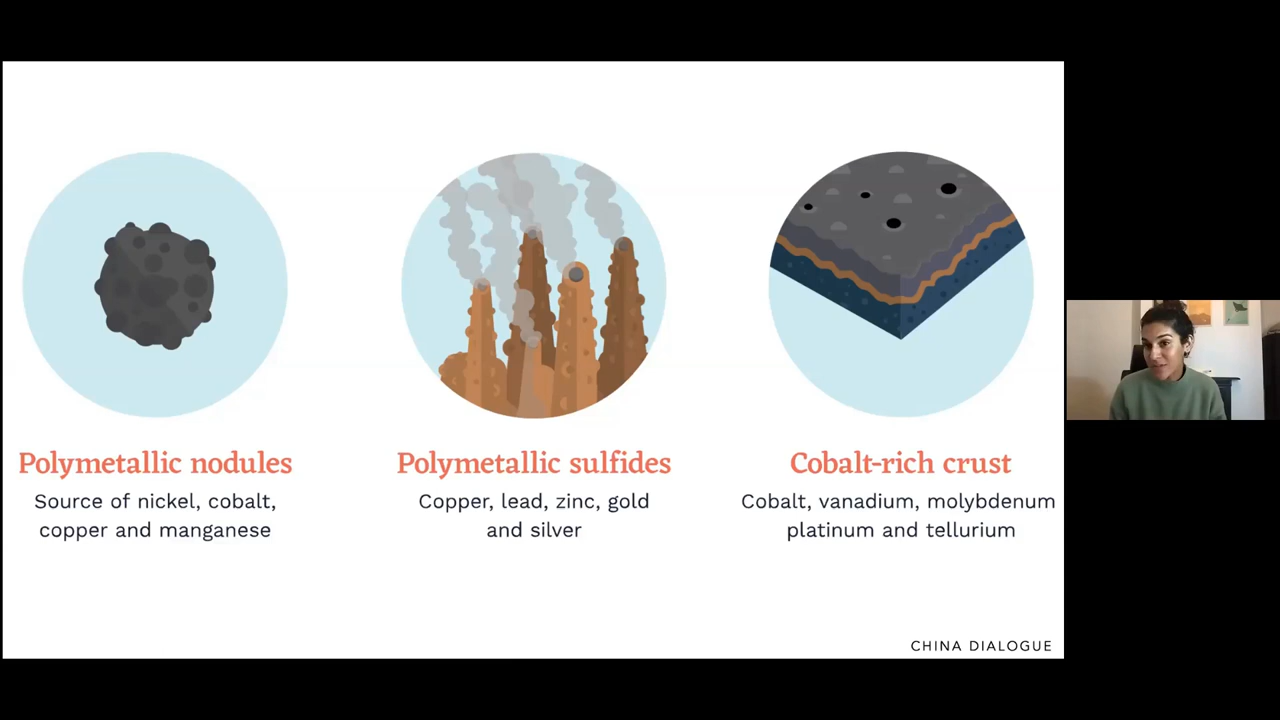 Polymetallic nodules
Source of nickel, cobalt,
copper and manganese
Polymetallic sulfides
Copper, lead, zinc, gold
and silver
Cobalt-rich crust
Cobalt, vanadium, molybdenum
platinum and tellurium
CHINA DIALOGUE